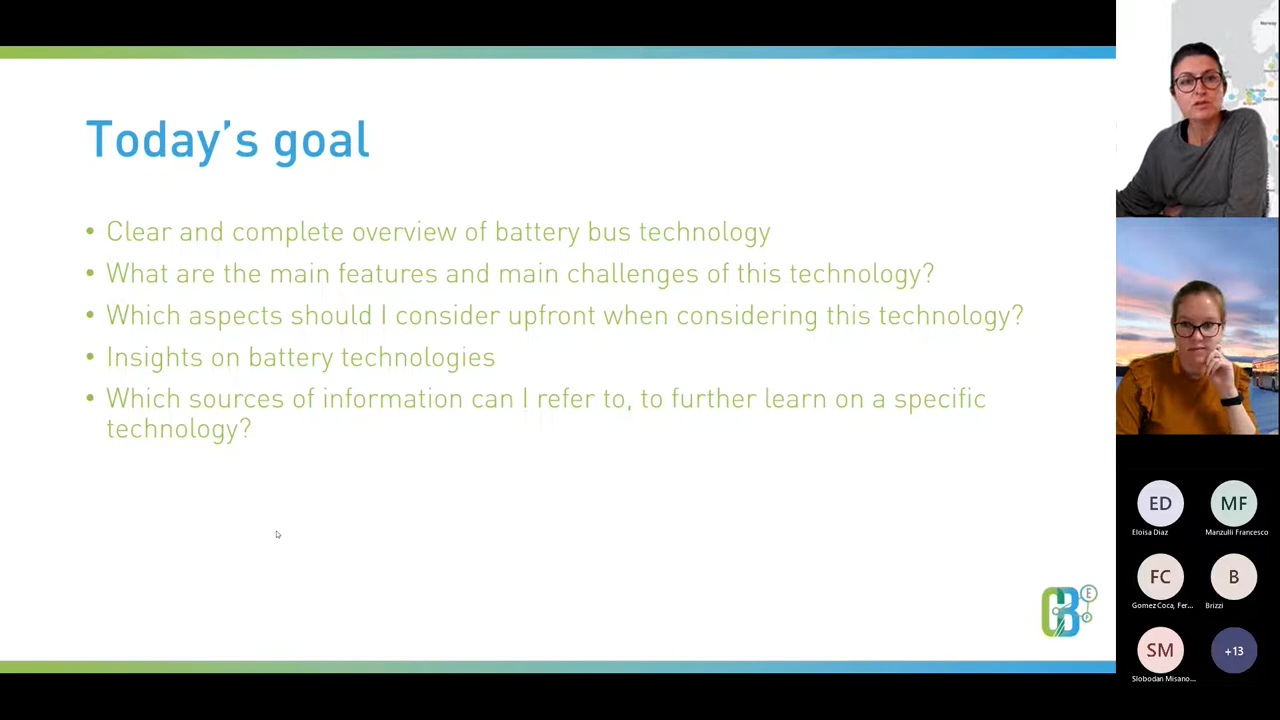 Today's goal
• Clear and complete overview of battery bus technology
• What are the main features and main challenges of this technology?
• Which aspects should I consider upfront when considering this technology?
• Insights on battery technologies
• Which sources of information can I refer to, to further learn on a specific
technology?
CB
E
F
Norway
ED
MF
Eloisa Diaz
Manzulli Francesco
FC
B
Gomez Coca, Fer...
Brizzi
SM
+13
Slobodan Misano...